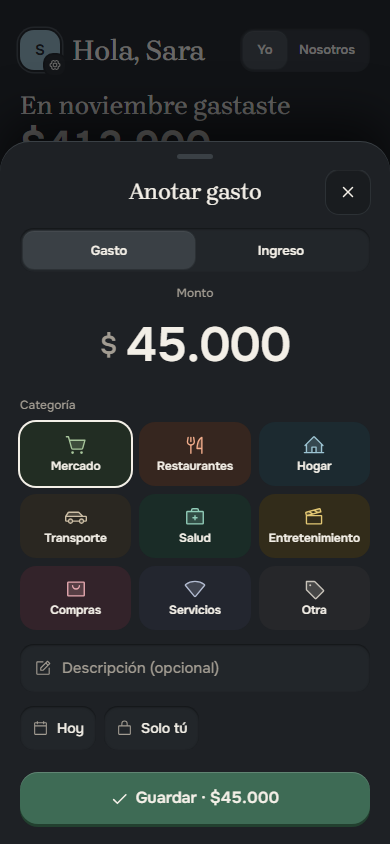 S
Hola, Sara
Yo
Nosotros
En noviembre gastaste
Anotar gasto
Gasto
Ingreso
Monto
$ 45.000
Categoría
Mercado
Restaurantes
Hogar
Transporte
Salud
Entretenimiento
Compras
Servicios
Otra
Descripción (opcional)
Hoy
Solo tú
Guardar · $45.000